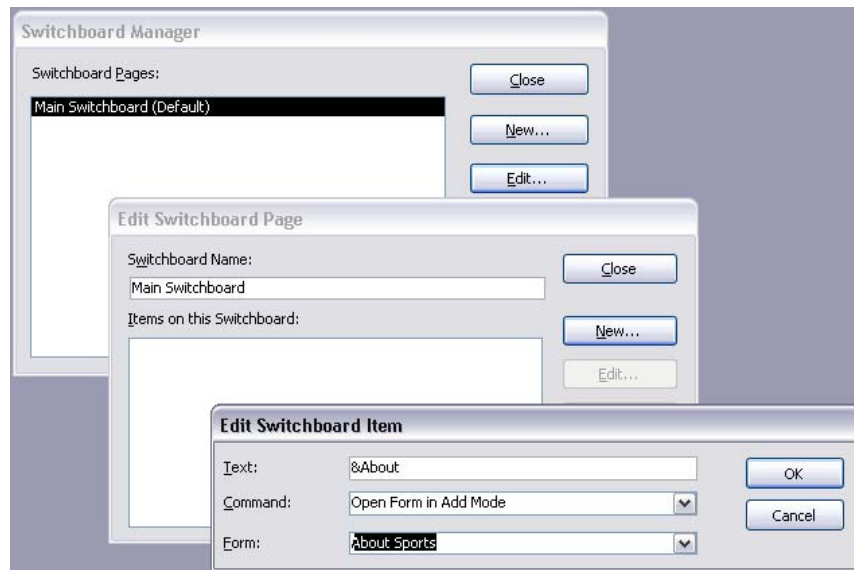 Switchboard Manager
Switchboard Pages:
Close
Main Switchboard (Default)
New...
Edit...
Edit Switchboard Page
Switchboard Name:
Close
Main Switchboard
Items on this Switchboard:
New...
Edit...
Edit Switchboard Item
Text: &About
OK
Command: Open Form in Add Mode
Cancel
Form: About Sports